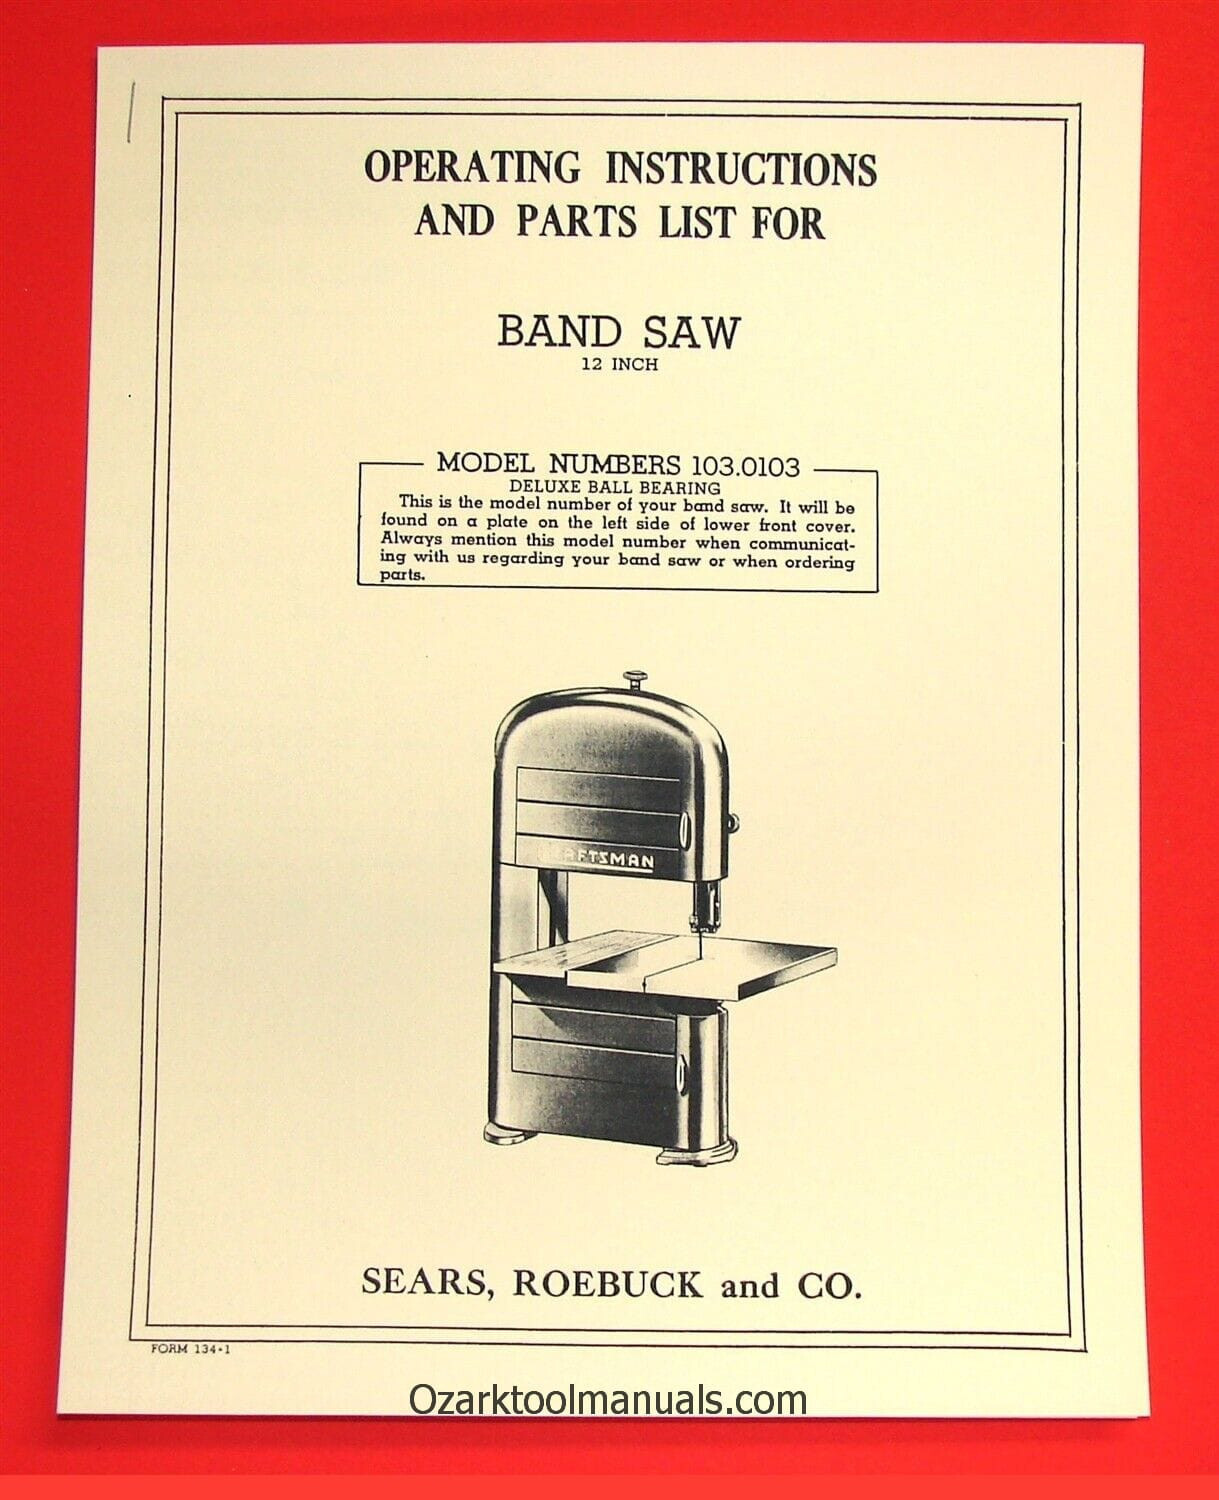 OPERATING INSTRUCTIONS
AND PARTS LIST FOR
BAND SAW
12 INCH
MODEL NUMBERS 103.0103
DELUXE BALL BEARING
This is the model number of your band saw. It will be
found on a plate on the left side of lower front cover.
Always mention this model number when communicat-
ing with us regarding your band saw or when ordering
parts.
CRAFTSMAN
SEARS, ROEBUCK and CO.
FORM 134-1
Ozarktoolmanuals.com